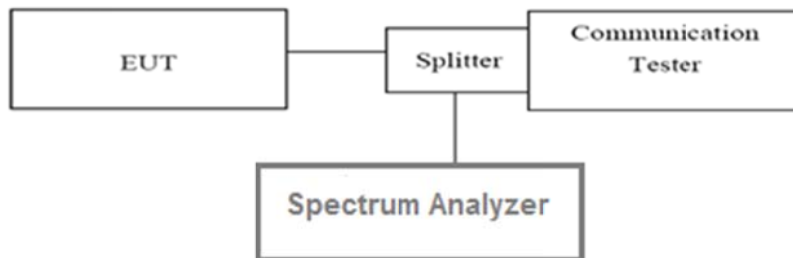 EUT
Splitter
Communication
Tester
Spectrum Analyzer